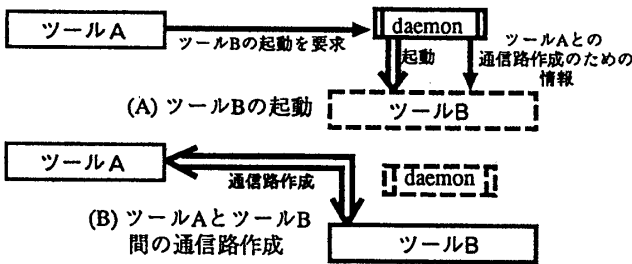 ツールA
ツールBの起動を要求
daemon
起動
ツールAとの
通信路作成のための
情報
(A) ツールBの起動
ツールB
ツールA
通信路作成
daemon
(B) ツールAとツールB
間の通信路作成
ツールB